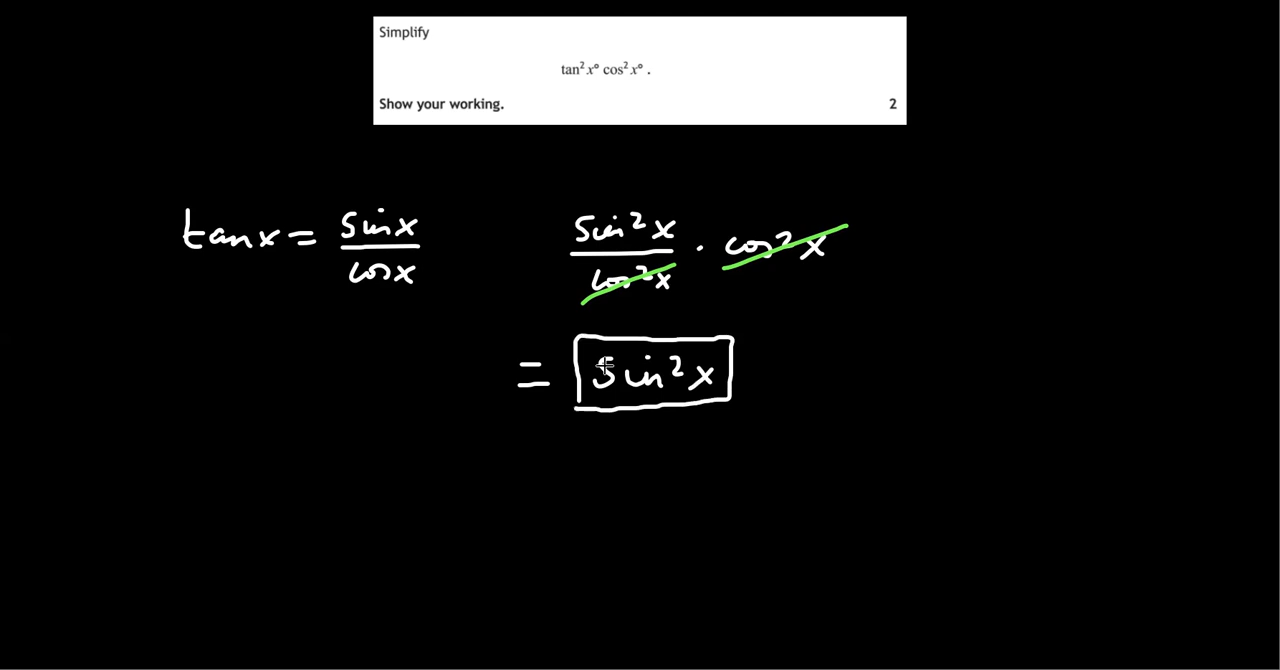 Simplify
tan² x° cos² x° .
Show your working. 2
tan x = sin x / cos x
sin² x / cos² x · cos² x
= sin² x